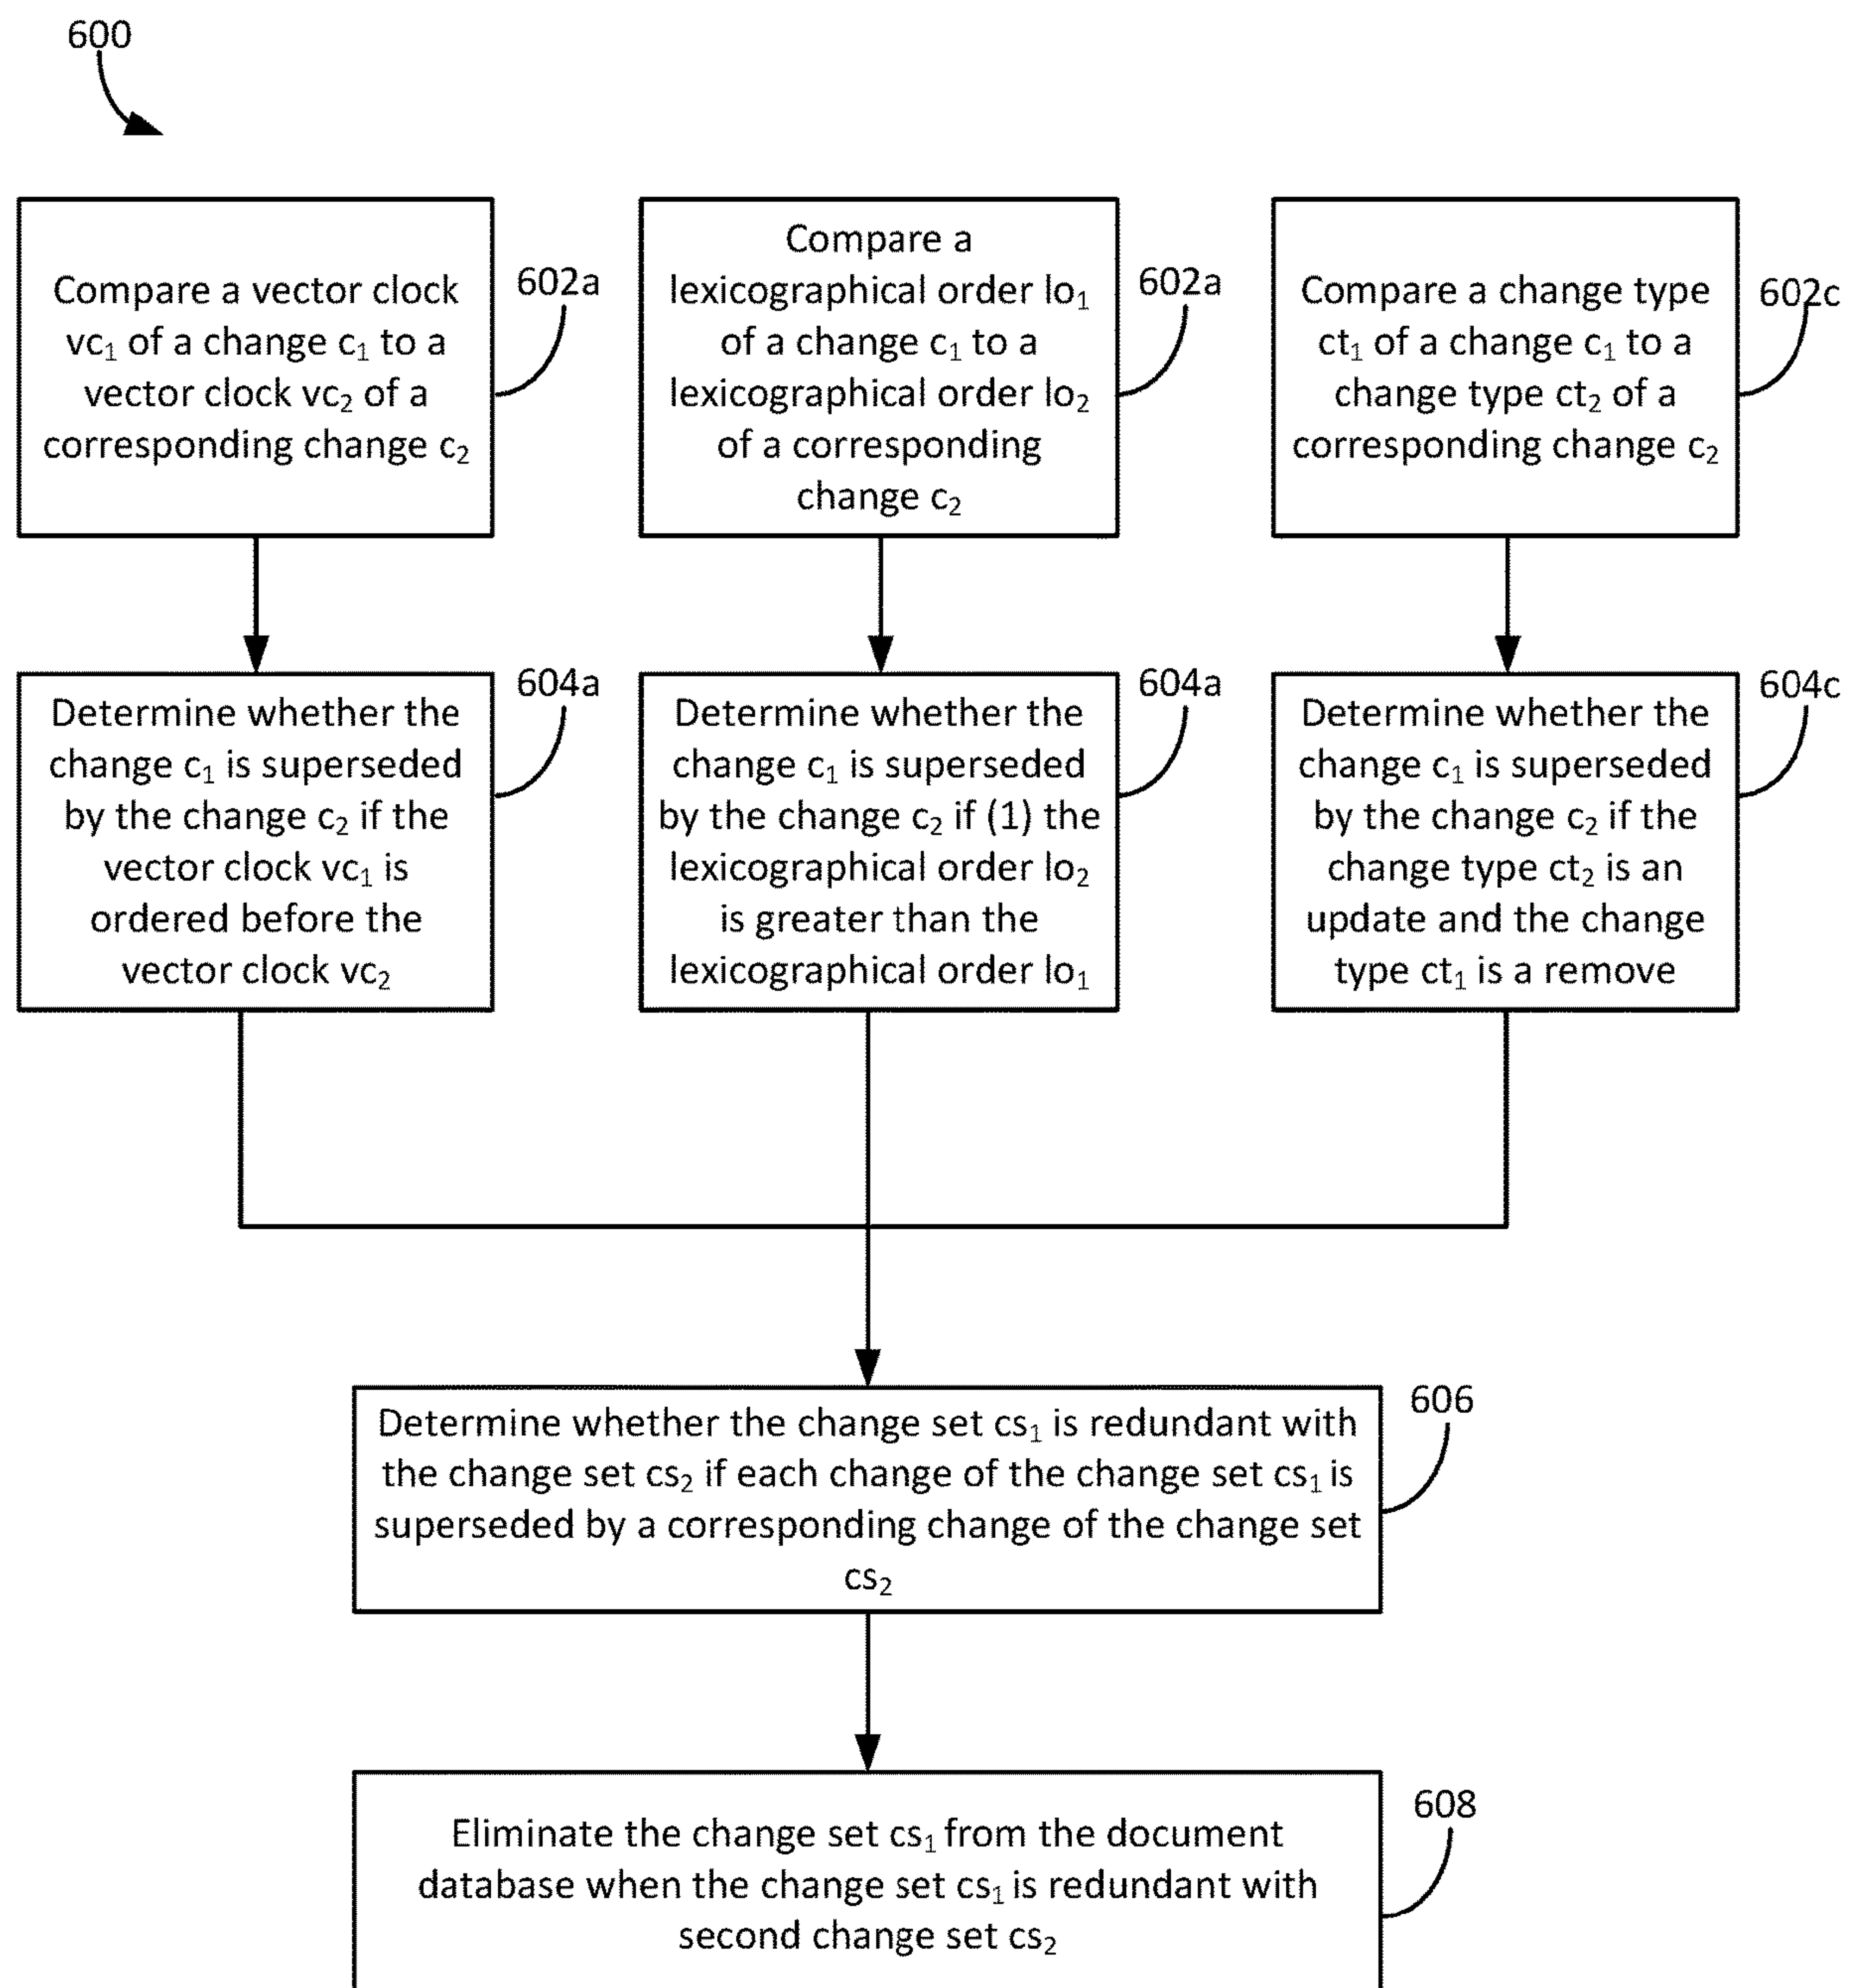 600
Compare a vector clock
vc₁ of a change c₁ to a
vector clock vc₂ of a
corresponding change c₂
602a
Compare a
lexicographical order lo₁
of a change c₁ to a
lexicographical order lo₂
of a corresponding
change c₂
602a
Compare a change type
ct₁ of a change c₁ to a
change type ct₂ of a
corresponding change c₂
602c
Determine whether the
change c₁ is superseded
by the change c₂ if the
vector clock vc₁ is
ordered before the
vector clock vc₂
604a
Determine whether the
change c₁ is superseded
by the change c₂ if (1) the
lexicographical order lo₂
is greater than the
lexicographical order lo₁
604a
Determine whether the
change c₁ is superseded
by the change c₂ if the
change type ct₂ is an
update and the change
type ct₁ is a remove
604c
Determine whether the change set cs₁ is redundant with
the change set cs₂ if each change of the change set cs₁ is
superseded by a corresponding change of the change set
cs₂
606
Eliminate the change set cs₁ from the document
database when the change set cs₁ is redundant with
second change set cs₂
608